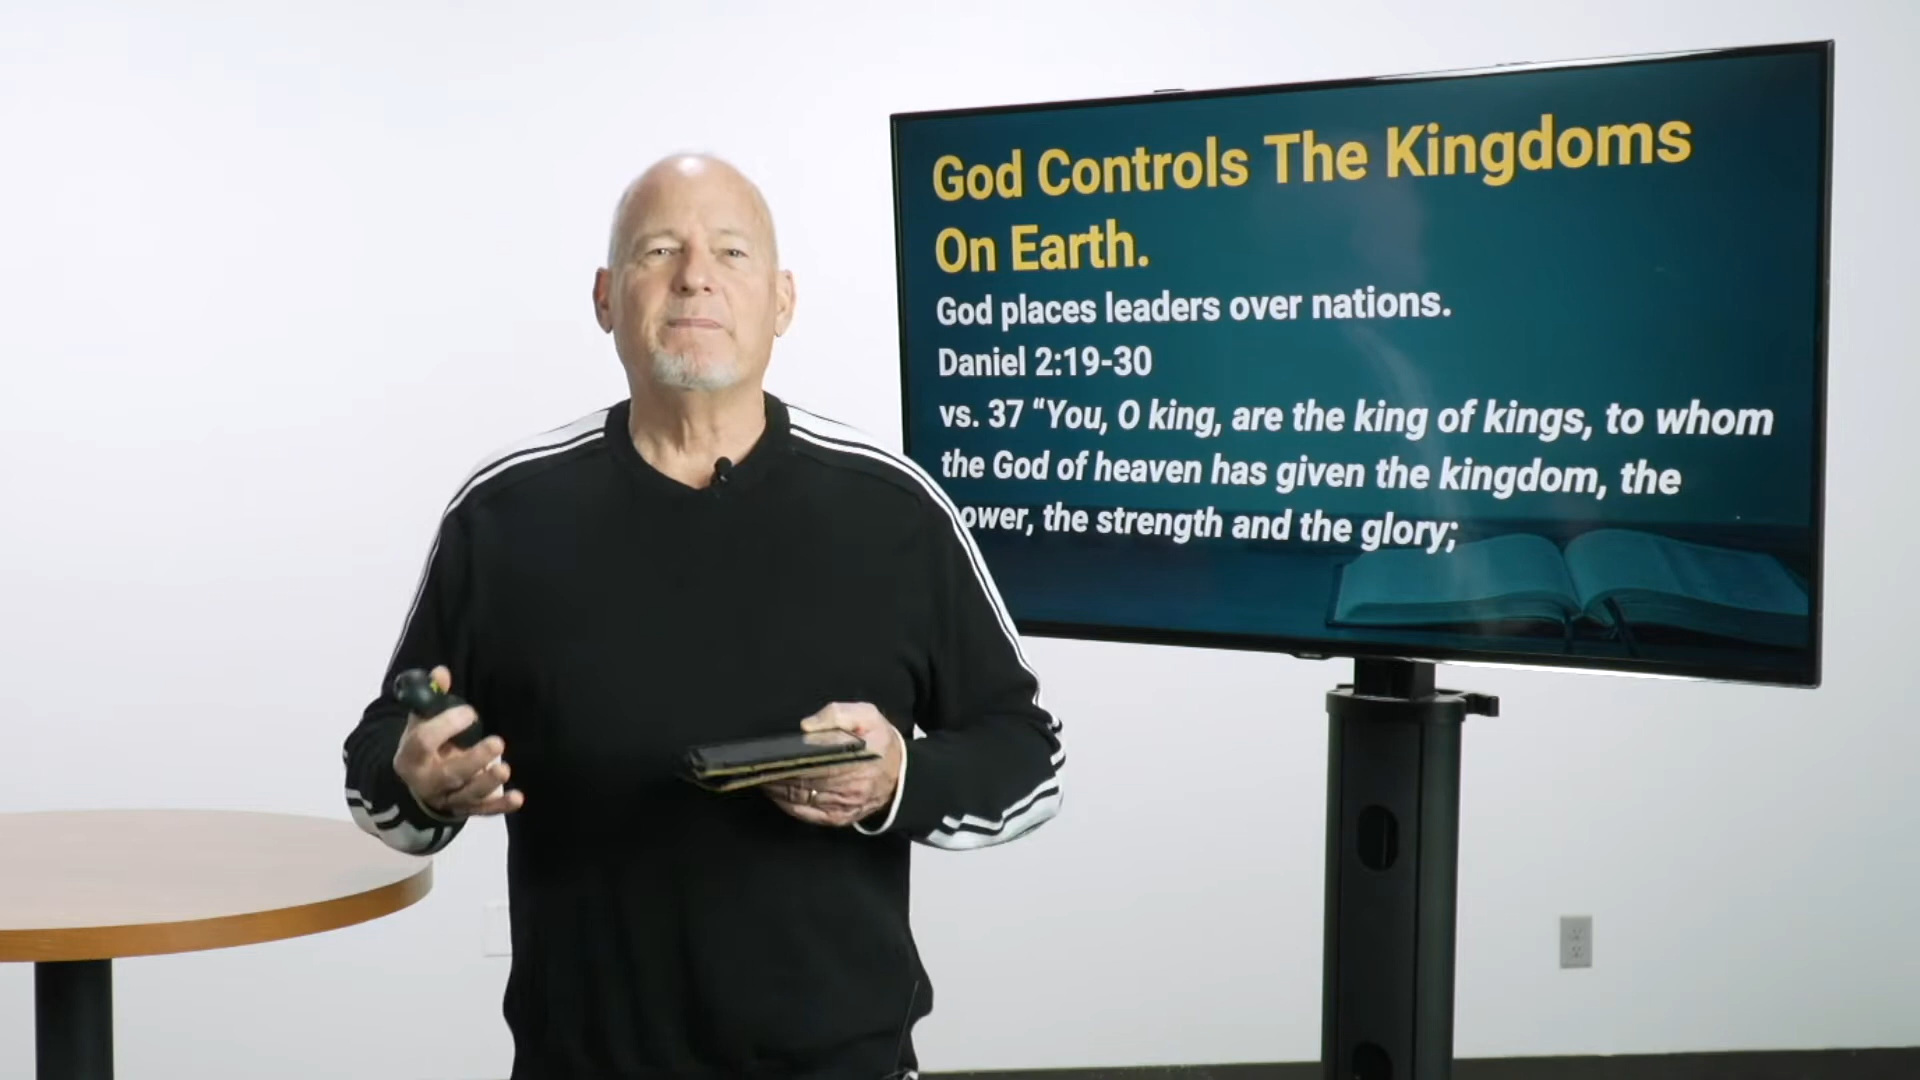 God Controls The Kingdoms
On Earth.
God places leaders over nations.
Daniel 2:19-30
vs. 37 “You, O king, are the king of kings, to whom
the God of heaven has given the kingdom, the
ower, the strength and the glory;